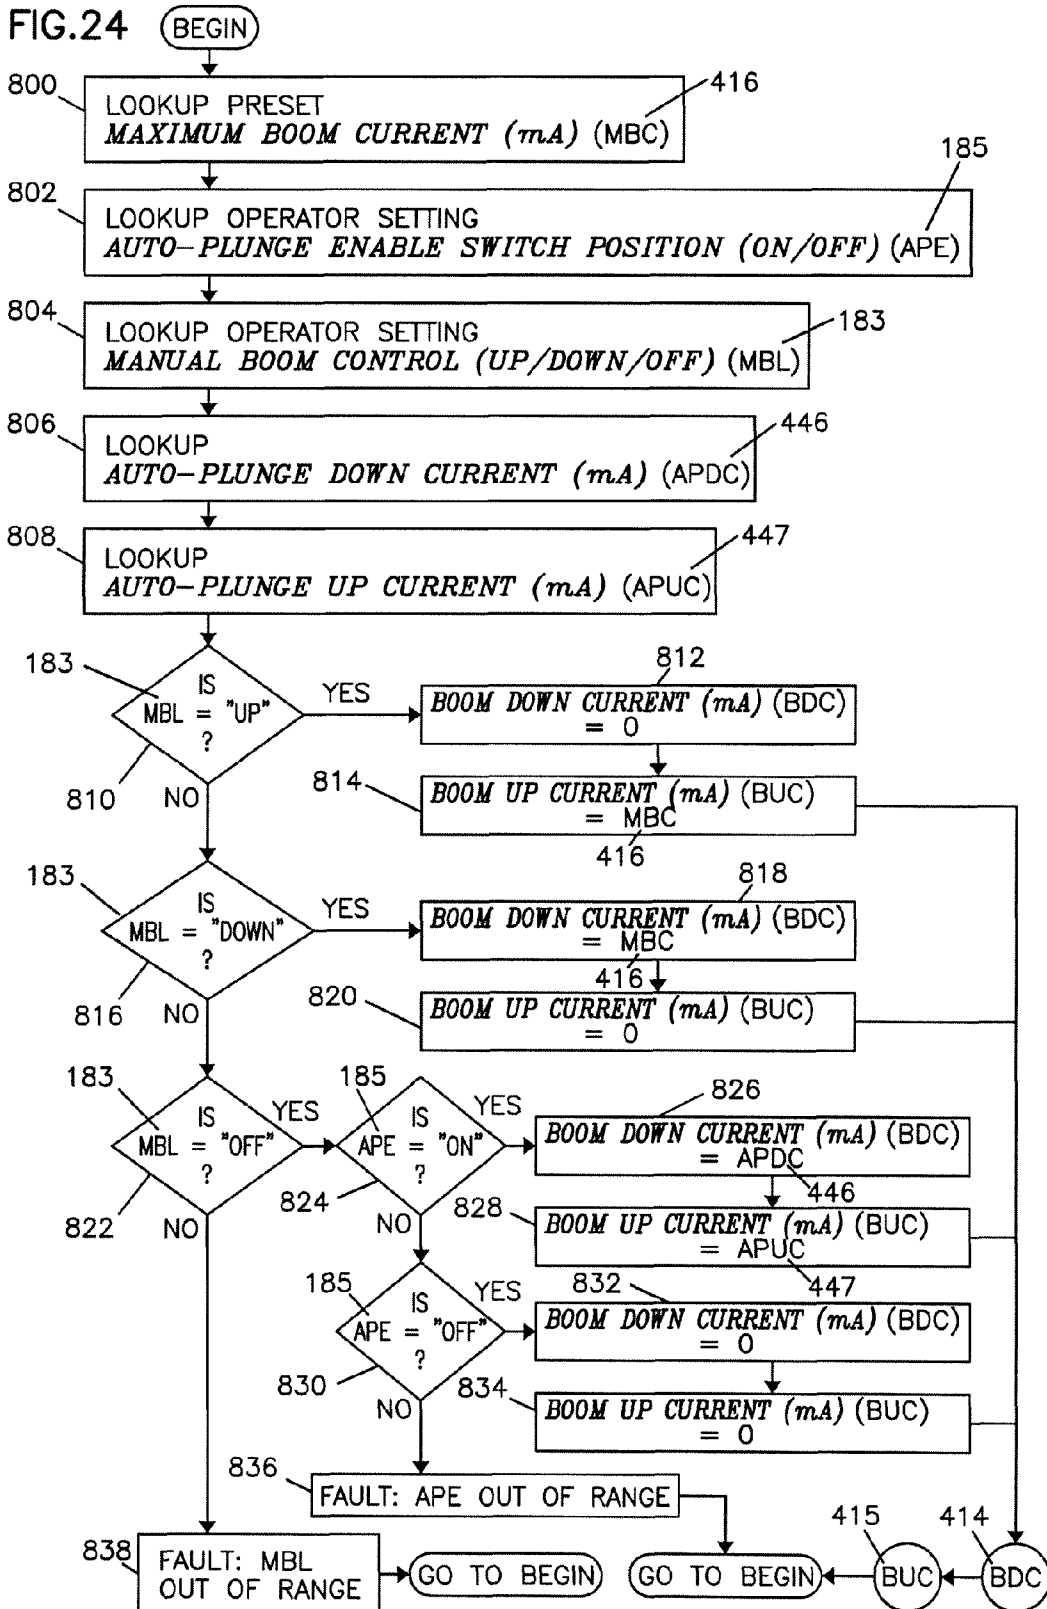 FIG.24
BEGIN
800
416
LOOKUP PRESET
MAXIMUM BOOM CURRENT (mA) (MBC)
185
802
LOOKUP OPERATOR SETTING
AUTO-PLUNGE ENABLE SWITCH POSITION (ON/OFF) (APE)
804
183
LOOKUP OPERATOR SETTING
MANUAL BOOM CONTROL (UP/DOWN/OFF) (MBL)
806
446
LOOKUP
AUTO-PLUNGE DOWN CURRENT (mA) (APDC)
808
447
LOOKUP
AUTO-PLUNGE UP CURRENT (mA) (APUC)
183
IS
MBL = "UP"
?
810
YES
NO
812
BOOM DOWN CURRENT (mA) (BDC)
= 0
814
BOOM UP CURRENT (mA) (BUC)
= MBC
416
183
IS
MBL = "DOWN"
?
816
YES
NO
818
BOOM DOWN CURRENT (mA) (BDC)
= MBC
416
820
BOOM UP CURRENT (mA) (BUC)
= 0
183
IS
MBL = "OFF"
?
822
YES
NO
185
IS
APE = "ON"
?
824
YES
NO
826
BOOM DOWN CURRENT (mA) (BDC)
= APDC
446
828
BOOM UP CURRENT (mA) (BUC)
= APUC
447
185
IS
APE = "OFF"
?
830
YES
NO
832
BOOM DOWN CURRENT (mA) (BDC)
= 0
834
BOOM UP CURRENT (mA) (BUC)
= 0
836
FAULT: APE OUT OF RANGE
838
FAULT: MBL
OUT OF RANGE
GO TO BEGIN
GO TO BEGIN
415
BUC
414
BDC